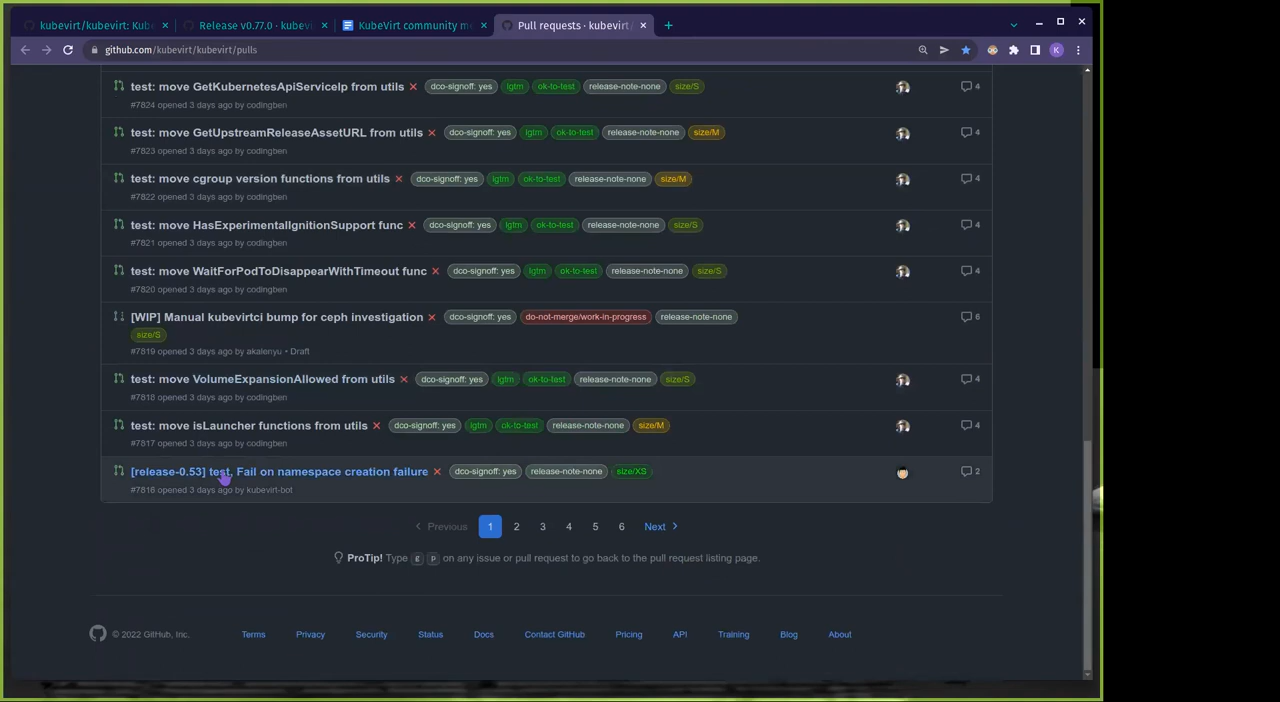 kubevirt/kubevirt: Kube
Release v0.77.0 · kubevi
KubeVirt community m
Pull requests · kubevirt/
github.com/kubevirt/kubevirt/pulls
K
test: move GetKubernetesApiServiceIp from utils dco-signoff: yes lgtm ok-to-test release-note-none size/S 4
#7824 opened 3 days ago by codingben
test: move GetUpstreamReleaseAssetURL from utils dco-signoff: yes lgtm ok-to-test release-note-none size/M 4
#7823 opened 3 days ago by codingben
test: move cgroup version functions from utils dco-signoff: yes lgtm ok-to-test release-note-none size/M 4
#7822 opened 3 days ago by codingben
test: move HasExperimentalIgnitionSupport func dco-signoff: yes lgtm ok-to-test release-note-none size/S 4
#7821 opened 3 days ago by codingben
test: move WaitForPodToDisappearWithTimeout func dco-signoff: yes lgtm ok-to-test release-note-none size/S 4
#7820 opened 3 days ago by codingben
[WIP] Manual kubevirtci bump for ceph investigation dco-signoff: yes do-not-merge/work-in-progress release-note-none 6
size/S
#7819 opened 3 days ago by akalenyu • Draft
test: move VolumeExpansionAllowed from utils dco-signoff: yes lgtm ok-to-test release-note-none size/S 4
#7818 opened 3 days ago by codingben
test: move isLauncher functions from utils dco-signoff: yes lgtm ok-to-test release-note-none size/M 4
#7817 opened 3 days ago by codingben
[release-0.53] test, Fail on namespace creation failure dco-signoff: yes release-note-none size/XS 2
#7816 opened 3 days ago by kubevirt-bot
Previous 1 2 3 4 5 6 Next
ProTip! Type g p on any issue or pull request to go back to the pull request listing page.
© 2022 GitHub, Inc. Terms Privacy Security Status Docs Contact GitHub Pricing API Training Blog About